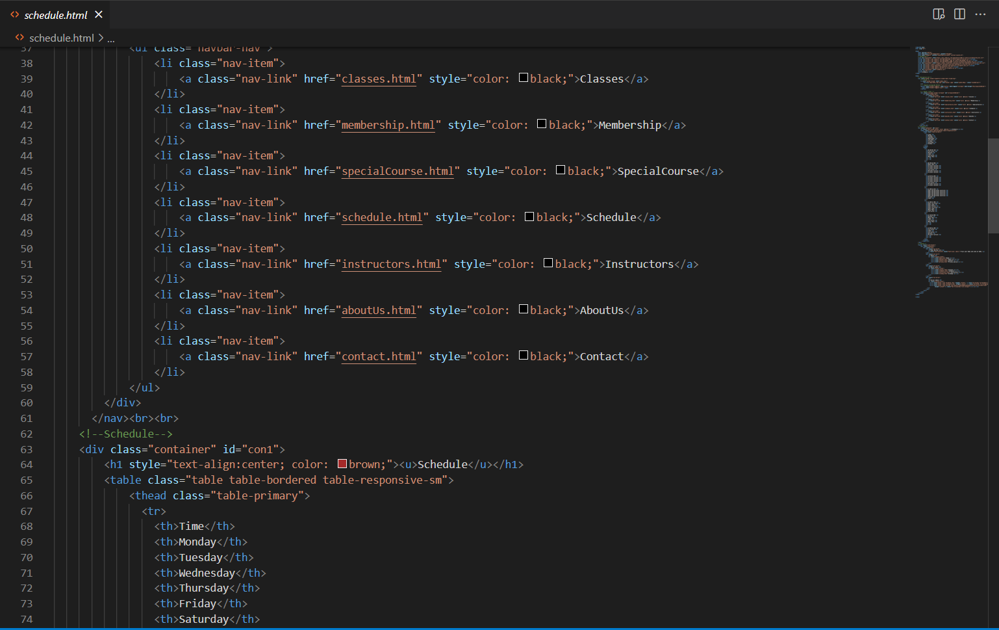 schedule.html
schedule.html > ...
37 <ul class="navbar-nav">
38 <li class="nav-item">
39 <a class="nav-link" href="classes.html" style="color: black;">Classes</a>
40 </li>
41 <li class="nav-item">
42 <a class="nav-link" href="membership.html" style="color: black;">Membership</a>
43 </li>
44 <li class="nav-item">
45 <a class="nav-link" href="specialCourse.html" style="color: black;">SpecialCourse</a>
46 </li>
47 <li class="nav-item">
48 <a class="nav-link" href="schedule.html" style="color: black;">Schedule</a>
49 </li>
50 <li class="nav-item">
51 <a class="nav-link" href="instructors.html" style="color: black;">Instructors</a>
52 </li>
53 <li class="nav-item">
54 <a class="nav-link" href="aboutUs.html" style="color: black;">AboutUs</a>
55 </li>
56 <li class="nav-item">
57 <a class="nav-link" href="contact.html" style="color: black;">Contact</a>
58 </li>
59 </ul>
60 </div>
61 </nav><br><br>
62 <!--Schedule-->
63 <div class="container" id="con1">
64 <h1 style="text-align:center; color: brown;"><u>Schedule</u></h1>
65 <table class="table table-bordered table-responsive-sm">
66 <thead class="table-primary">
67 <tr>
68 <th>Time</th>
69 <th>Monday</th>
70 <th>Tuesday</th>
71 <th>Wednesday</th>
72 <th>Thursday</th>
73 <th>Friday</th>
74 <th>Saturday</th>